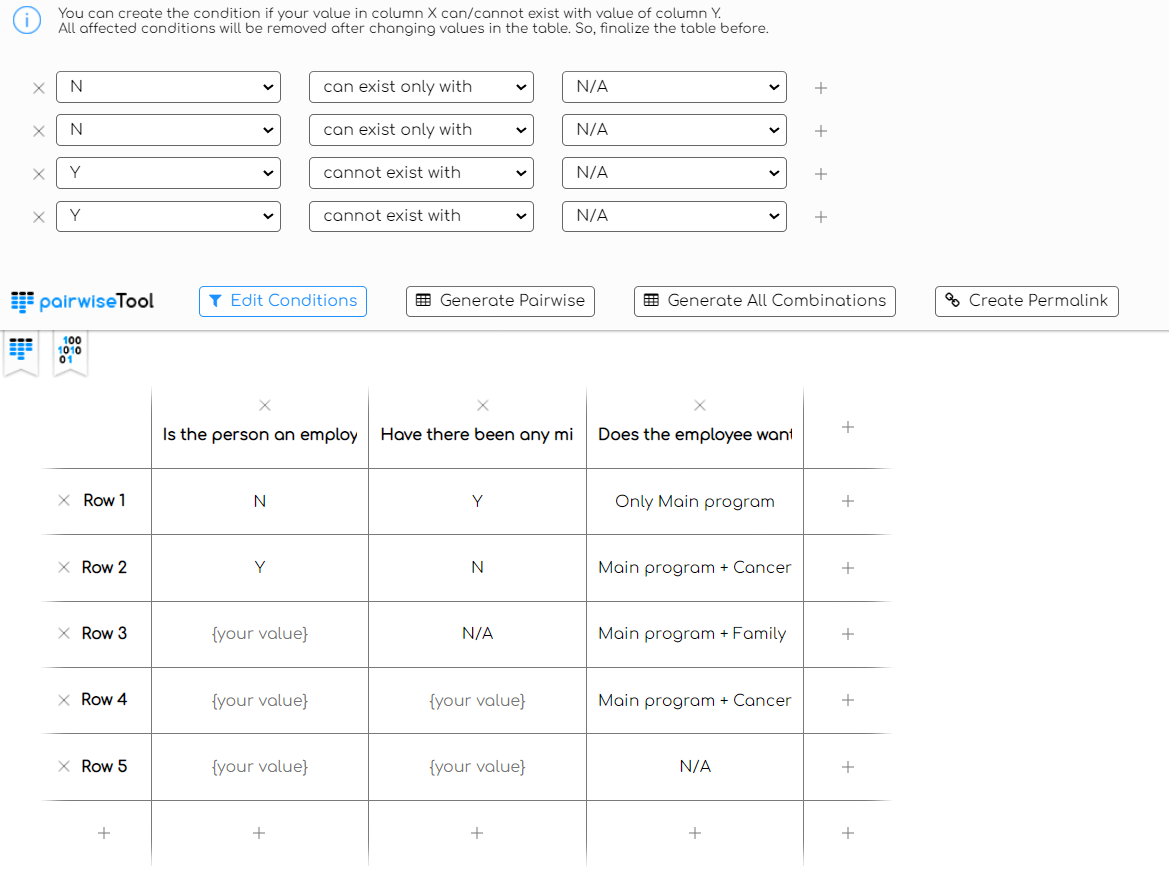 You can create the condition if your value in column X can/cannot exist with value of column Y.
All affected conditions will be removed after changing values in the table. So, finalize the table before.
N can exist only with N/A
N can exist only with N/A
Y cannot exist with N/A
Y cannot exist with N/A
pairwiseTool Edit Conditions Generate Pairwise Generate All Combinations Create Permalink
100
1010
01
Is the person an employ Have there been any mi Does the employee want
Row 1 N Y Only Main program
Row 2 Y N Main program + Cancer
Row 3 {your value} N/A Main program + Family
Row 4 {your value} {your value} Main program + Cancer
Row 5 {your value} {your value} N/A